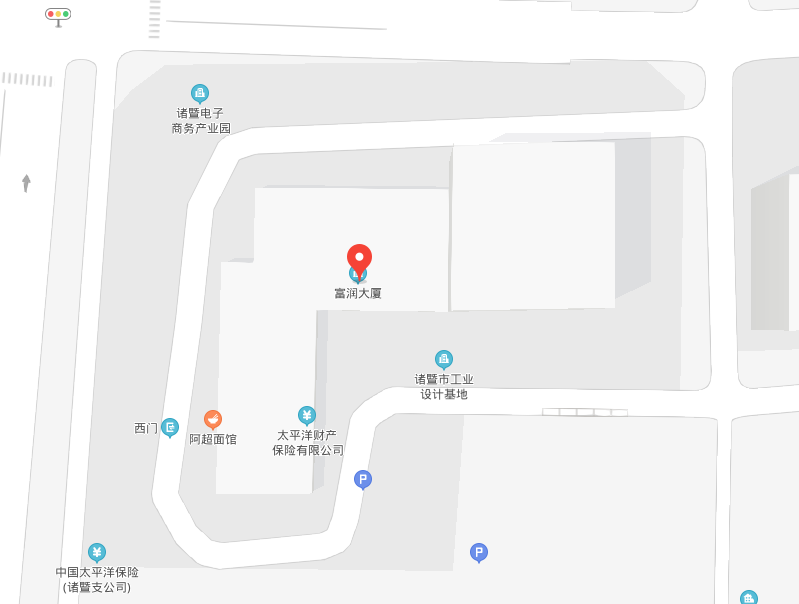 诸暨电子
商务产业园
富润大厦
诸暨市工业
设计基地
西门
阿超面馆
太平洋财产
保险有限公司
P
中国太平洋保险
(诸暨支公司)
P